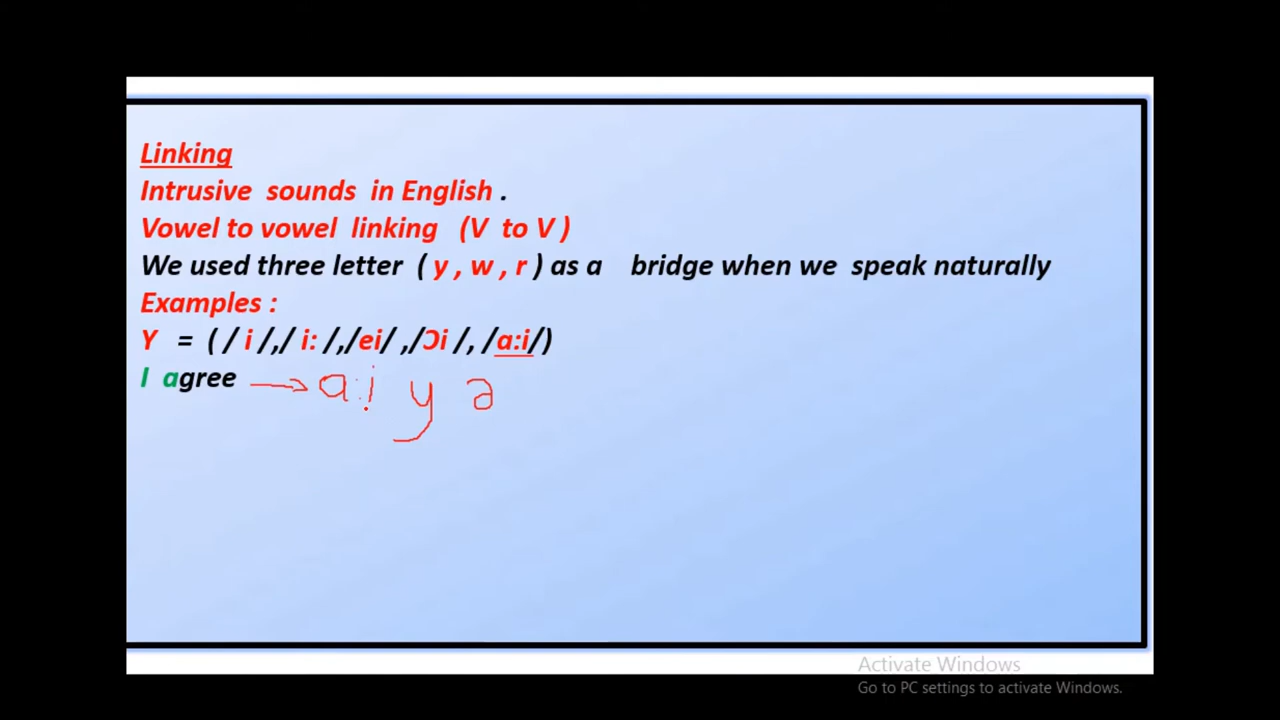 Linking
Intrusive sounds in English .
Vowel to vowel linking (V to V )
We used three letter ( y , w , r ) as a bridge when we speak naturally
Examples :
Y = ( / i /,/ i: /,/ei/ ,/Ɔi /, /a:i/)
I agree → a:i y ə
Activate Windows
Go to PC settings to activate Windows.